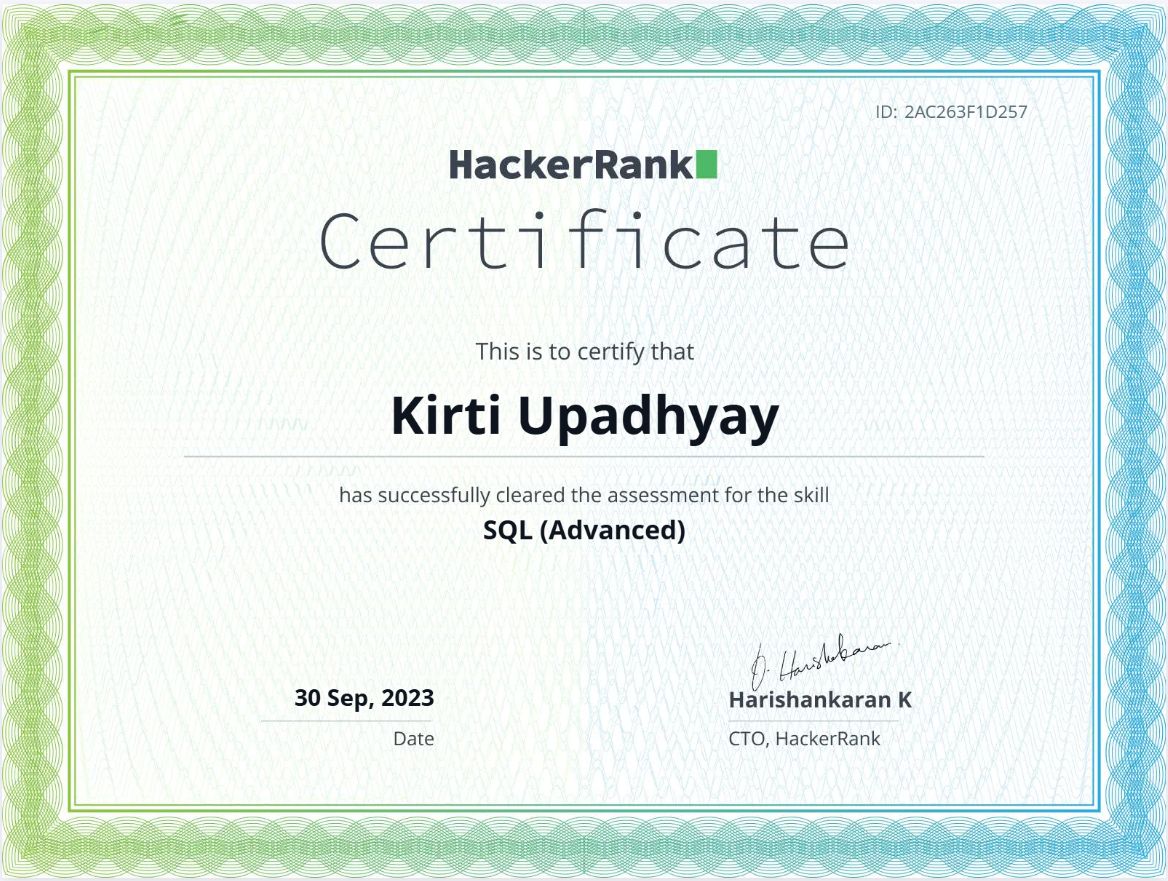 ID: 2AC263F1D257
HackerRank
Certificate
This is to certify that
Kirti Upadhyay
has successfully cleared the assessment for the skill
SQL (Advanced)
30 Sep, 2023
Date
Harishankaran K
CTO, HackerRank